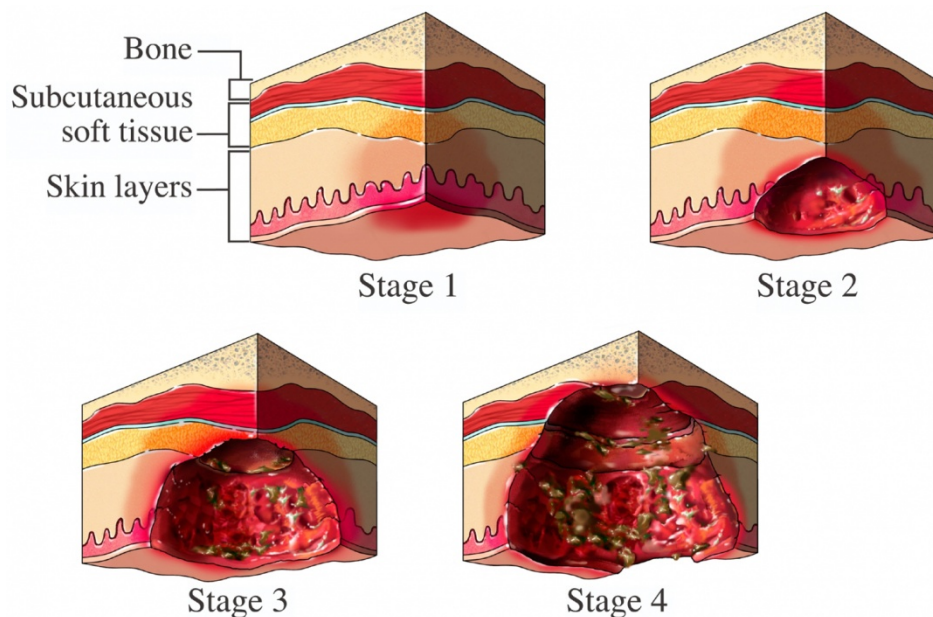 Bone
Subcutaneous
soft tissue
Skin layers
Stage 1
Stage 2
Stage 3
Stage 4